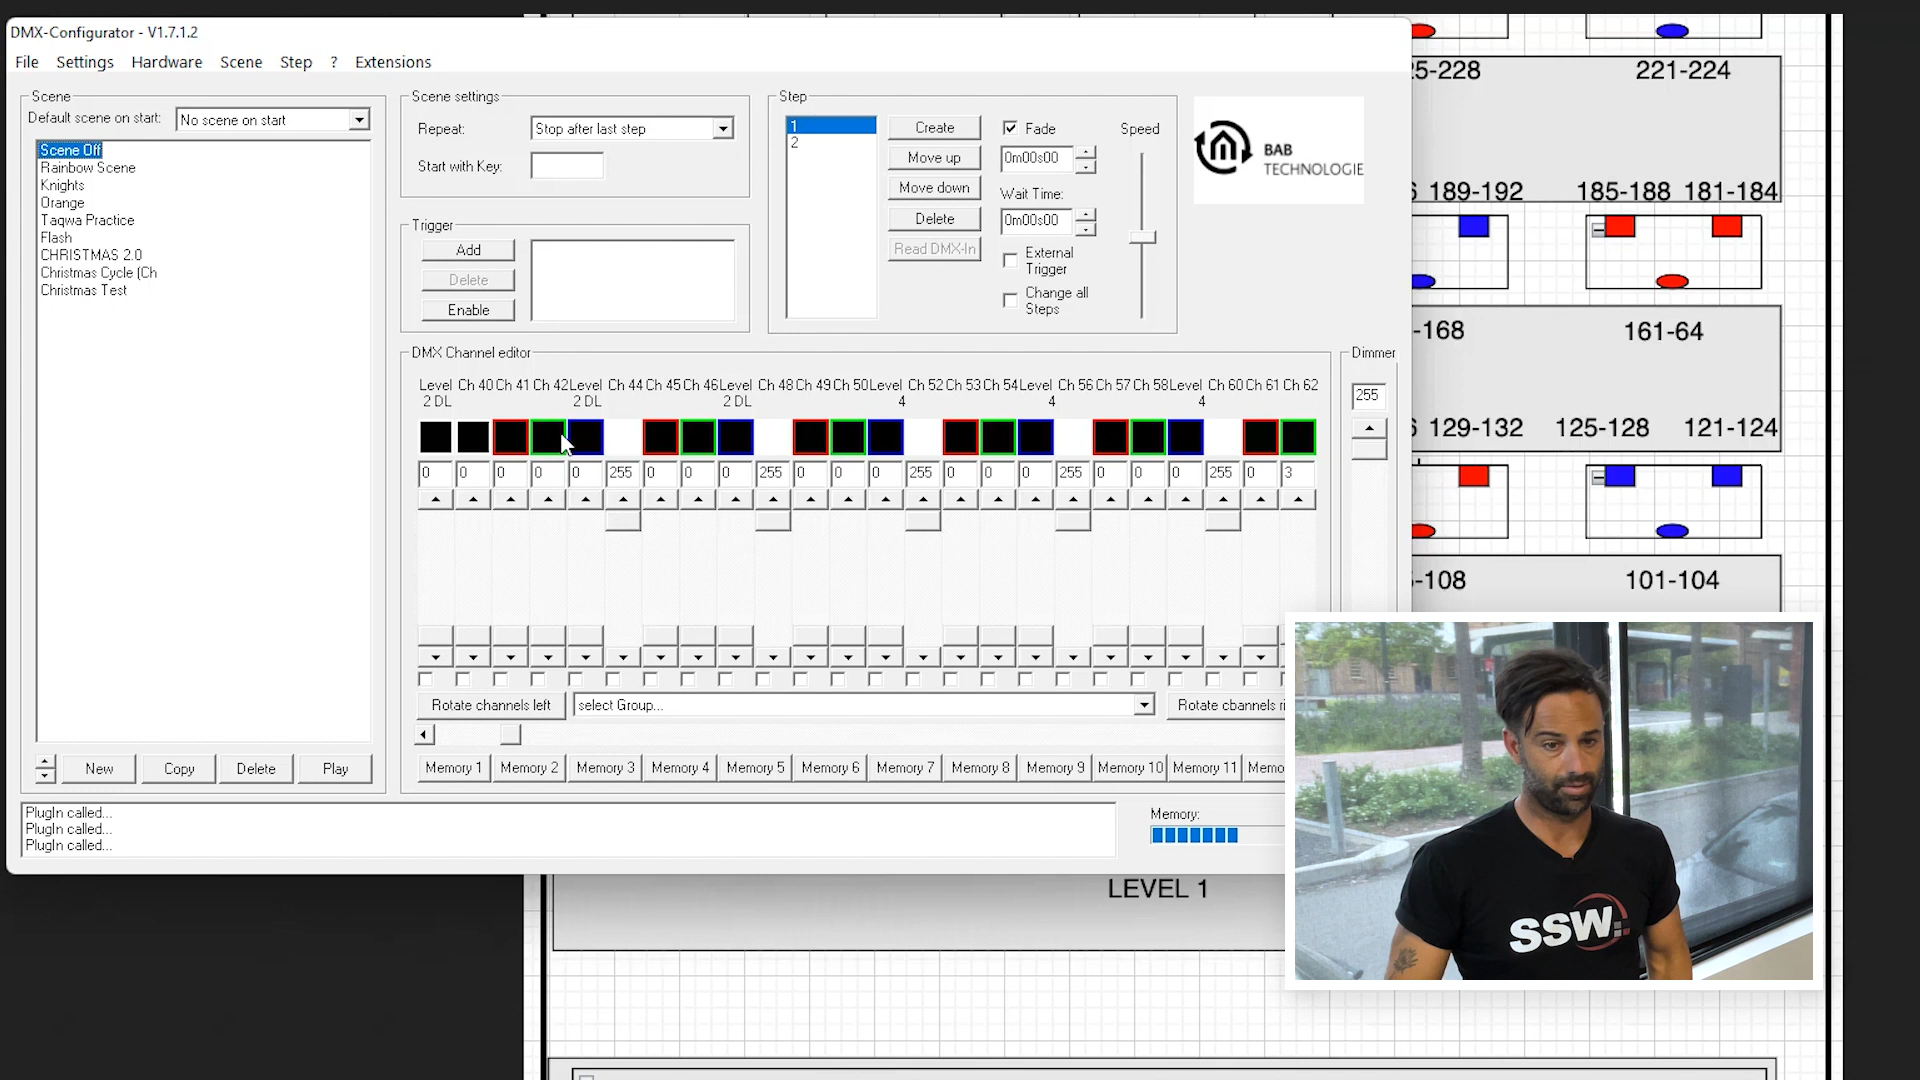 DMX-Configurator - V1.7.1.2
File Settings Hardware Scene Step ? Extensions
Scene
Default scene on start: No scene on start
Scene Off
Rainbow Scene
Knights
Orange
Taqwa Practice
Flash
CHRISTMAS 2.0
Christmas Cycle (Ch
Christmas Test
New Copy Delete Play
Scene settings
Repeat: Stop after last step
Start with Key:
Trigger
Add
Delete
Enable
Step
1
2
Create
Move up
Move down
Delete
Read DMX-In
Fade
0m00s00
Wait Time:
0m00s00
External
Trigger
Change all
Steps
Speed
BAB
TECHNOLOGIE
DMX Channel editor
Level Ch 40 Ch 41 Ch 42 Level Ch 44 Ch 45 Ch 46 Level Ch 48 Ch 49 Ch 50 Level Ch 52 Ch 53 Ch 54 Level Ch 56 Ch 57 Ch 58 Level Ch 60 Ch 61 Ch 62
2 DL 2 DL 2 DL 4 4 4
0 0 0 0 0 255 0 0 0 255 0 0 0 255 0 0 0 255 0 0 0 255 0 3
Rotate channels left select Group... Rotate channels ri
Memory 1 Memory 2 Memory 3 Memory 4 Memory 5 Memory 6 Memory 7 Memory 8 Memory 9 Memory 10 Memory 11 Memo
Dimmer
255
PlugIn called...
PlugIn called...
PlugIn called...
Memory:
5-228 221-224
189-192 185-188 181-184
-168 161-64
129-132 125-128 121-124
-108 101-104
LEVEL 1
SSW